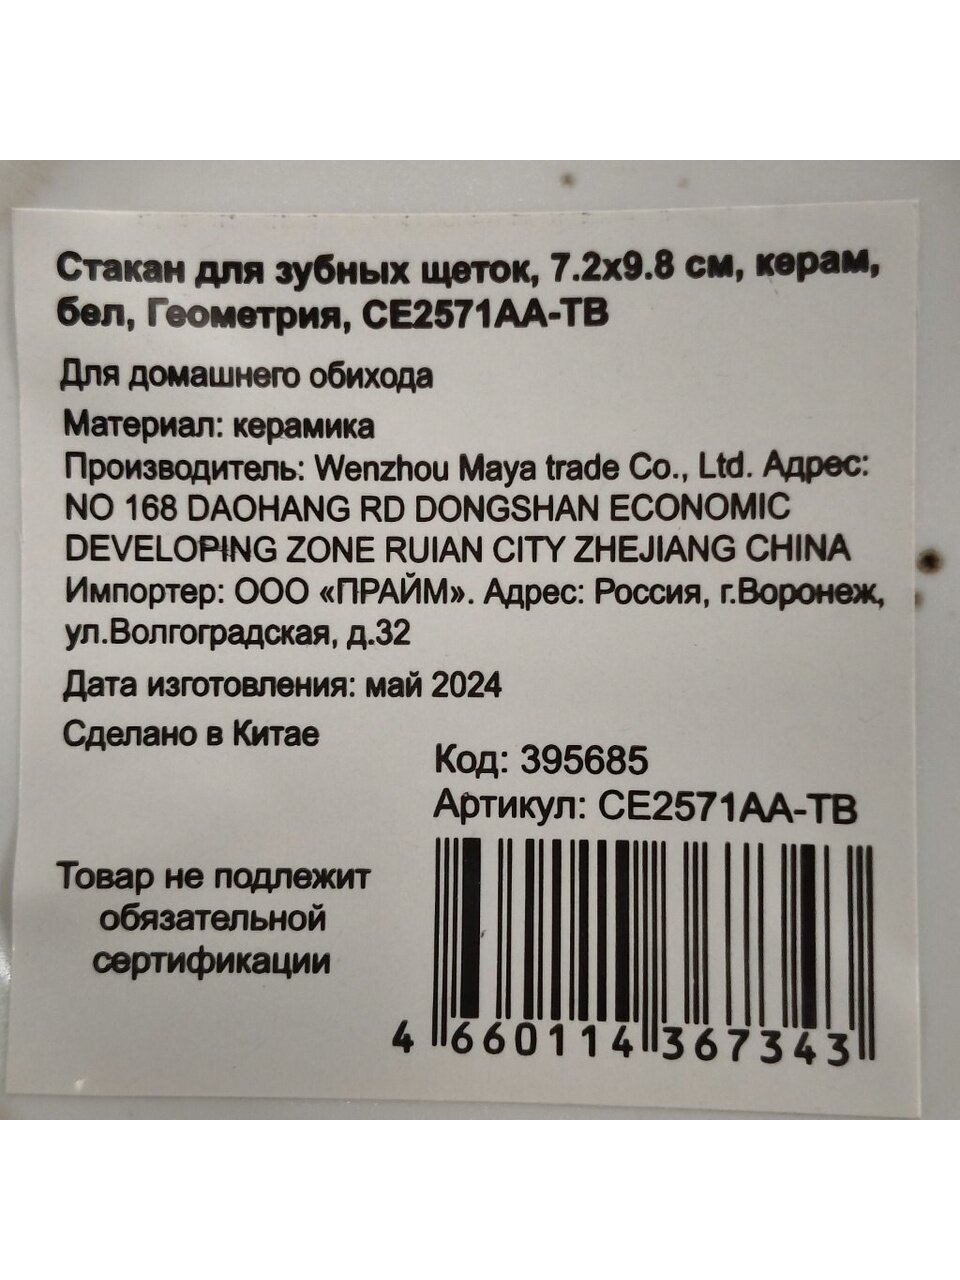 Стакан для зубных щеток, 7.2х9.8 см, керам,
бел, Геометрия, CE2571AA-TB
Для домашнего обихода
Материал: керамика
Производитель: Wenzhou Maya trade Co., Ltd. Адрес:
NO 168 DAOHANG RD DONGSHAN ECONOMIC
DEVELOPING ZONE RUIAN CITY ZHEJIANG CHINA
Импортер: ООО «ПРАЙМ». Адрес: Россия, г.Воронеж,
ул.Волгоградская, д.32
Дата изготовления: май 2024
Сделано в Китае
Код: 395685
Артикул: CE2571AA-TB
Товар не подлежит
обязательной
сертификации
4 660114 367343